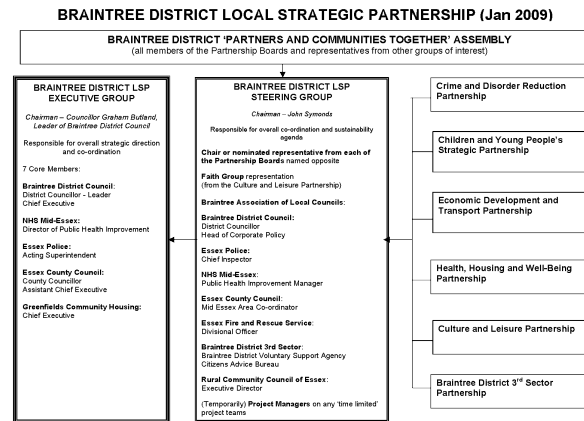 BRAINTREE DISTRICT LOCAL STRATEGIC PARTNERSHIP (Jan 2009)
BRAINTREE DISTRICT 'PARTNERS AND COMMUNITIES TOGETHER' ASSEMBLY
(all members of the Partnership Boards and representatives from other groups of interest)
BRAINTREE DISTRICT LSP
EXECUTIVE GROUP
Chairman – Councillor Graham Butland,
Leader of Braintree District Council
Responsible for overall strategic direction
and co-ordination
7 Core Members:
Braintree District Council:
District Councillor - Leader
Chief Executive
NHS Mid-Essex:
Director of Public Health Improvement
Essex Police:
Acting Superintendent
Essex County Council:
County Councillor
Assistant Chief Executive
Greenfields Community Housing:
Chief Executive
BRAINTREE DISTRICT LSP
STEERING GROUP
Chairman – John Symonds
Responsible for overall co-ordination and sustainability
agenda
Chair or nominated representative from each of
the Partnership Boards named opposite
Faith Group representation
(from the Culture and Leisure Partnership)
Braintree Association of Local Councils:
Braintree District Council:
District Councillor
Head of Corporate Policy
Essex Police:
Chief Inspector
NHS Mid-Essex:
Public Health Improvement Manager
Essex County Council:
Mid Essex Area Co-ordinator
Essex Fire and Rescue Service:
Divisional Officer
Braintree District 3rd Sector:
Braintree District Voluntary Support Agency
Citizens Advice Bureau
Rural Community Council of Essex:
Executive Director
(Temporarily) Project Managers on any 'time limited'
project teams
Crime and Disorder Reduction
Partnership
Children and Young People's
Strategic Partnership
Economic Development and
Transport Partnership
Health, Housing and Well-Being
Partnership
Culture and Leisure Partnership
Braintree District 3rd Sector
Partnership